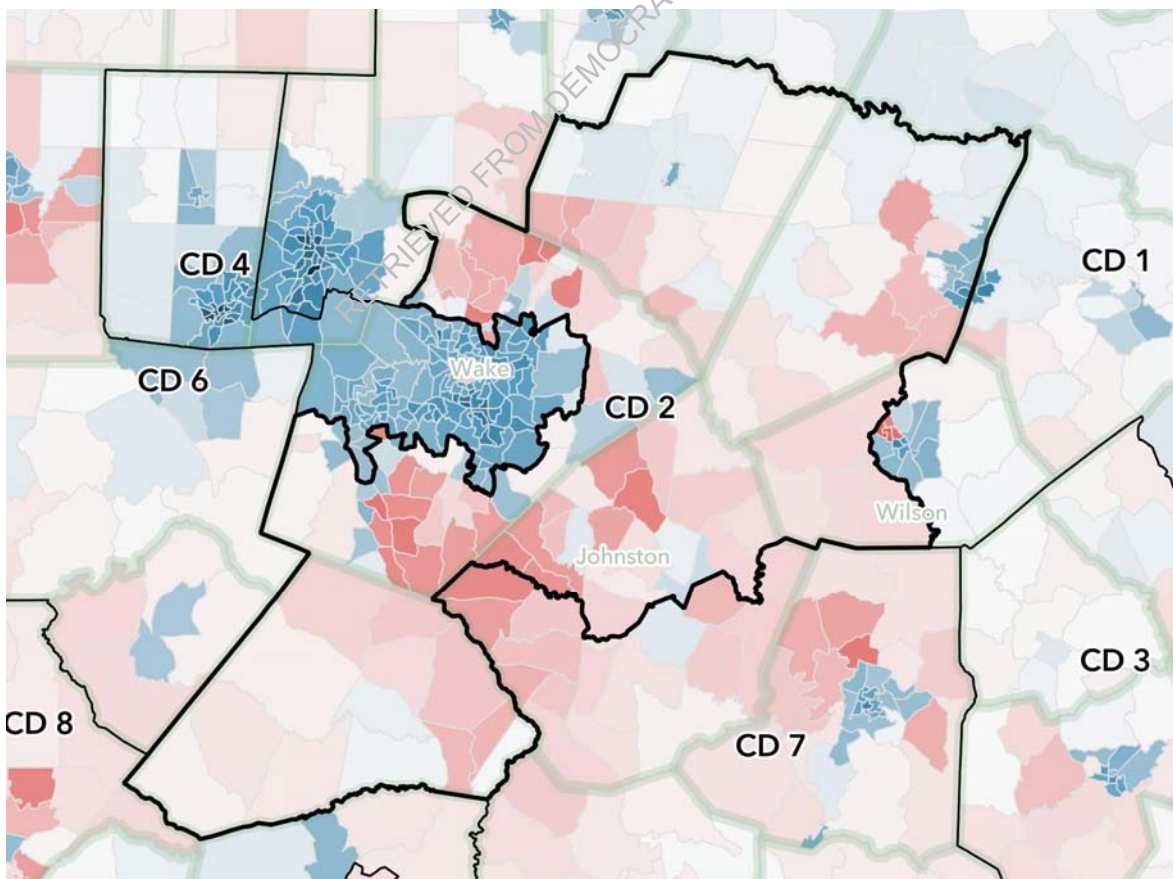 RETRIEVED FROM DEMOCRA
CD 4
CD 1
Wake
CD 6
CD 2
Wilson
Johnston
CD 3
CD 8
CD 7